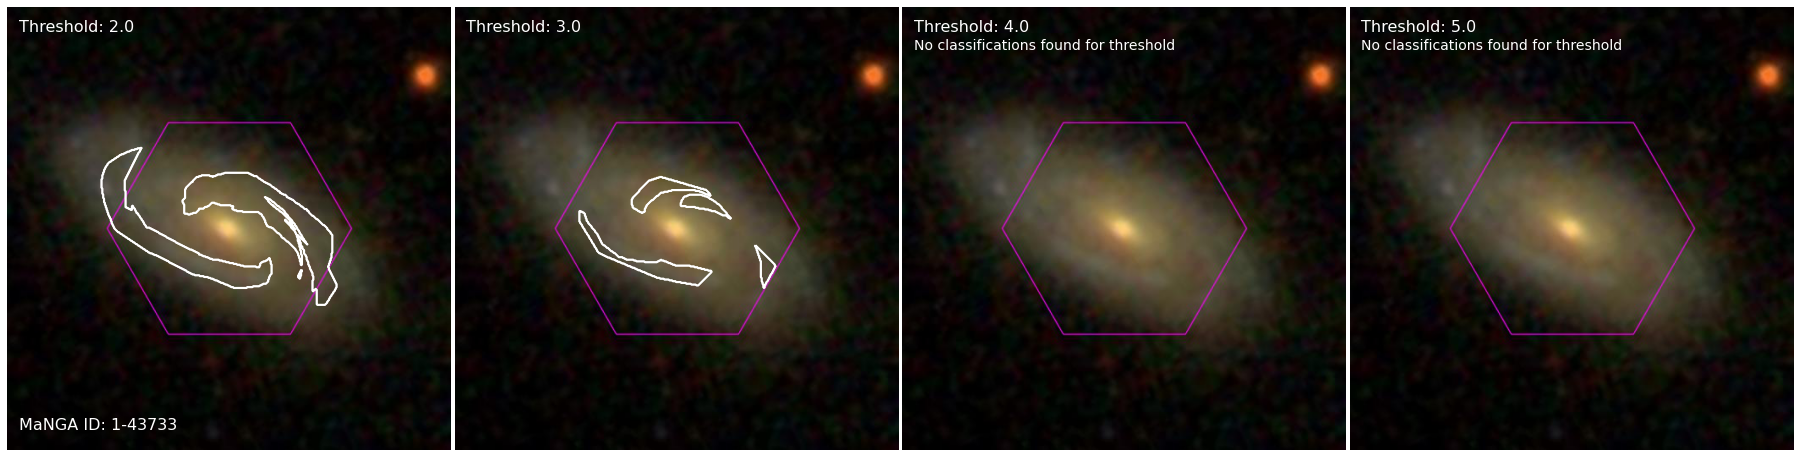 Threshold: 2.0
MaNGA ID: 1-43733
Threshold: 3.0
Threshold: 4.0
No classifications found for threshold
Threshold: 5.0
No classifications found for threshold